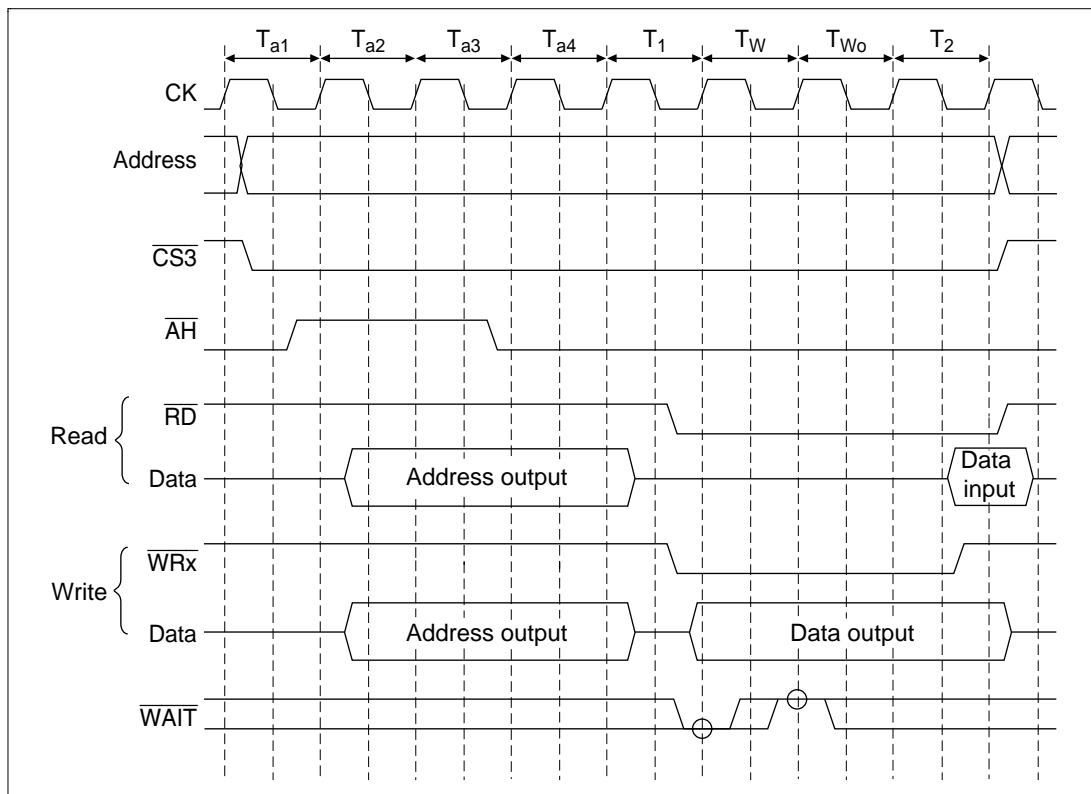 Ta1 Ta2 Ta3 Ta4 T1 TW TWo T2
CK
Address
CS3
AH
Read
RD
Data
Address output
Data
input
Write
WRx
Data
Address output
Data output
WAIT